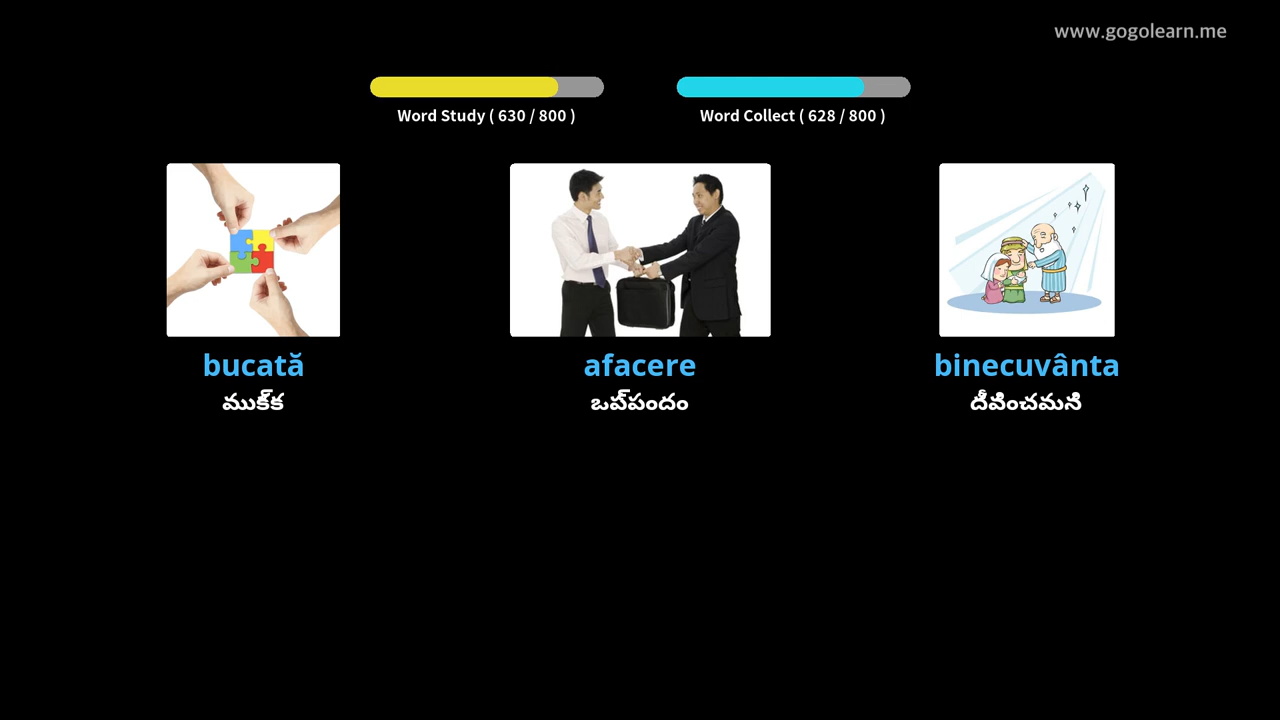 www.gogolearn.me
Word Study ( 630 / 800 )
Word Collect ( 628 / 800 )
bucată
afacere
binecuvânta
ముక్క
ఒప్పందం
దీవించమని